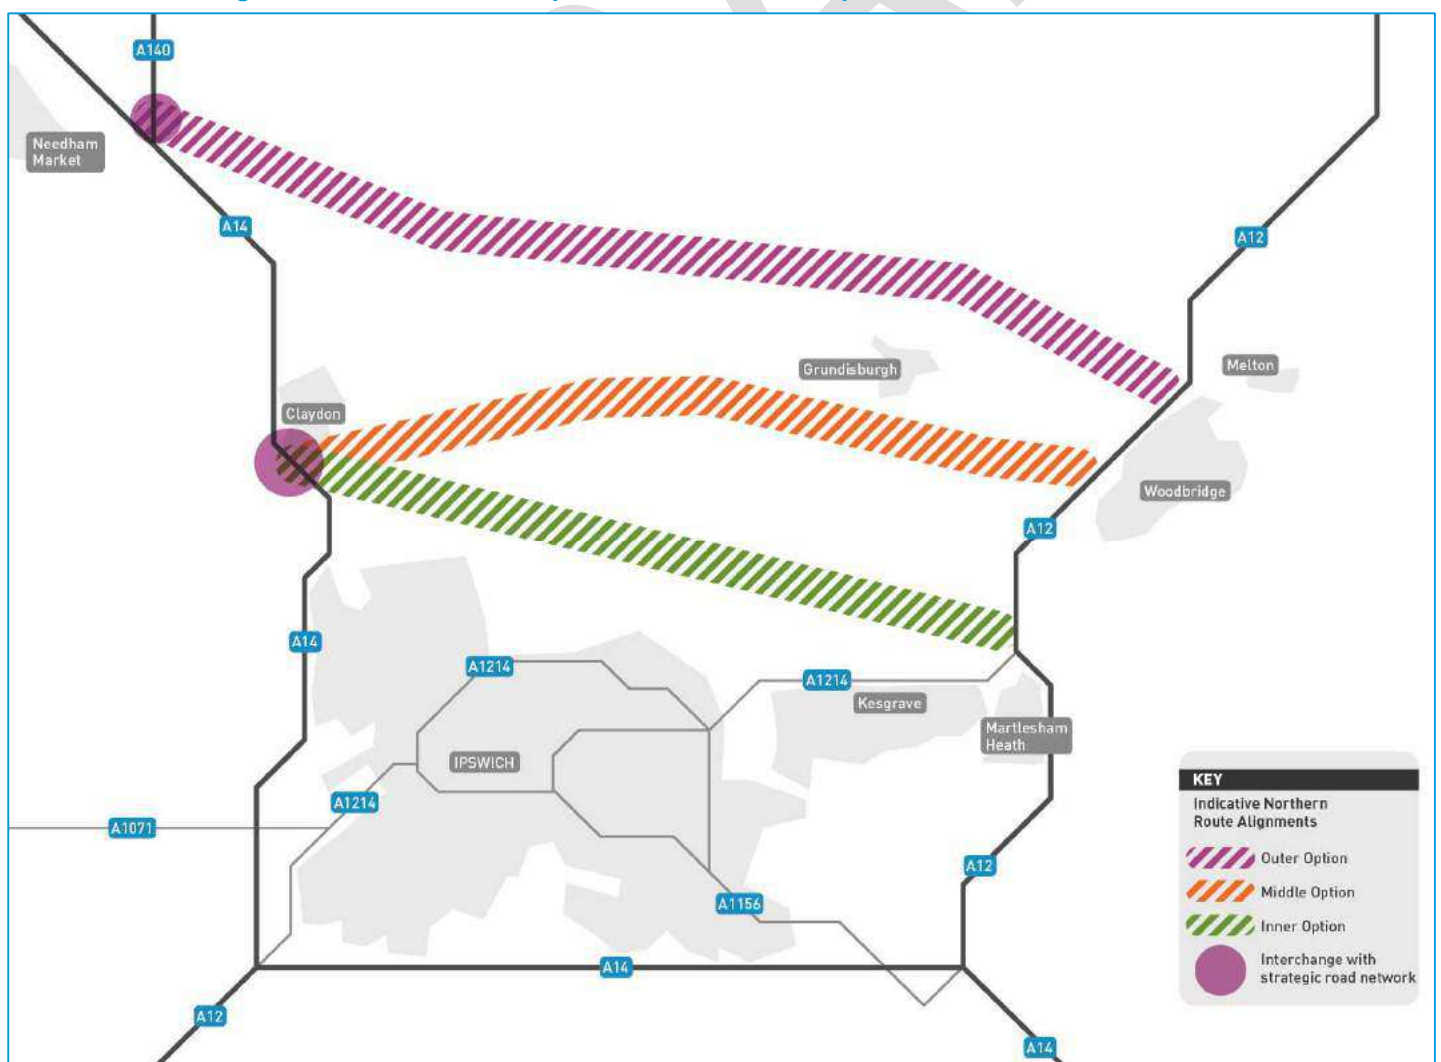 A140
Needham
Market
A14
A12
Grundisburgh
Melton
Claydon
Woodbridge
A12
A14
A1214
A1214
Kesgrave
Martlesham
Heath
IPSWICH
A1214
A1071
A12
A1156
A14
A12
A14
KEY
Indicative Northern
Route Alignments
Outer Option
Middle Option
Inner Option
Interchange with
strategic road network